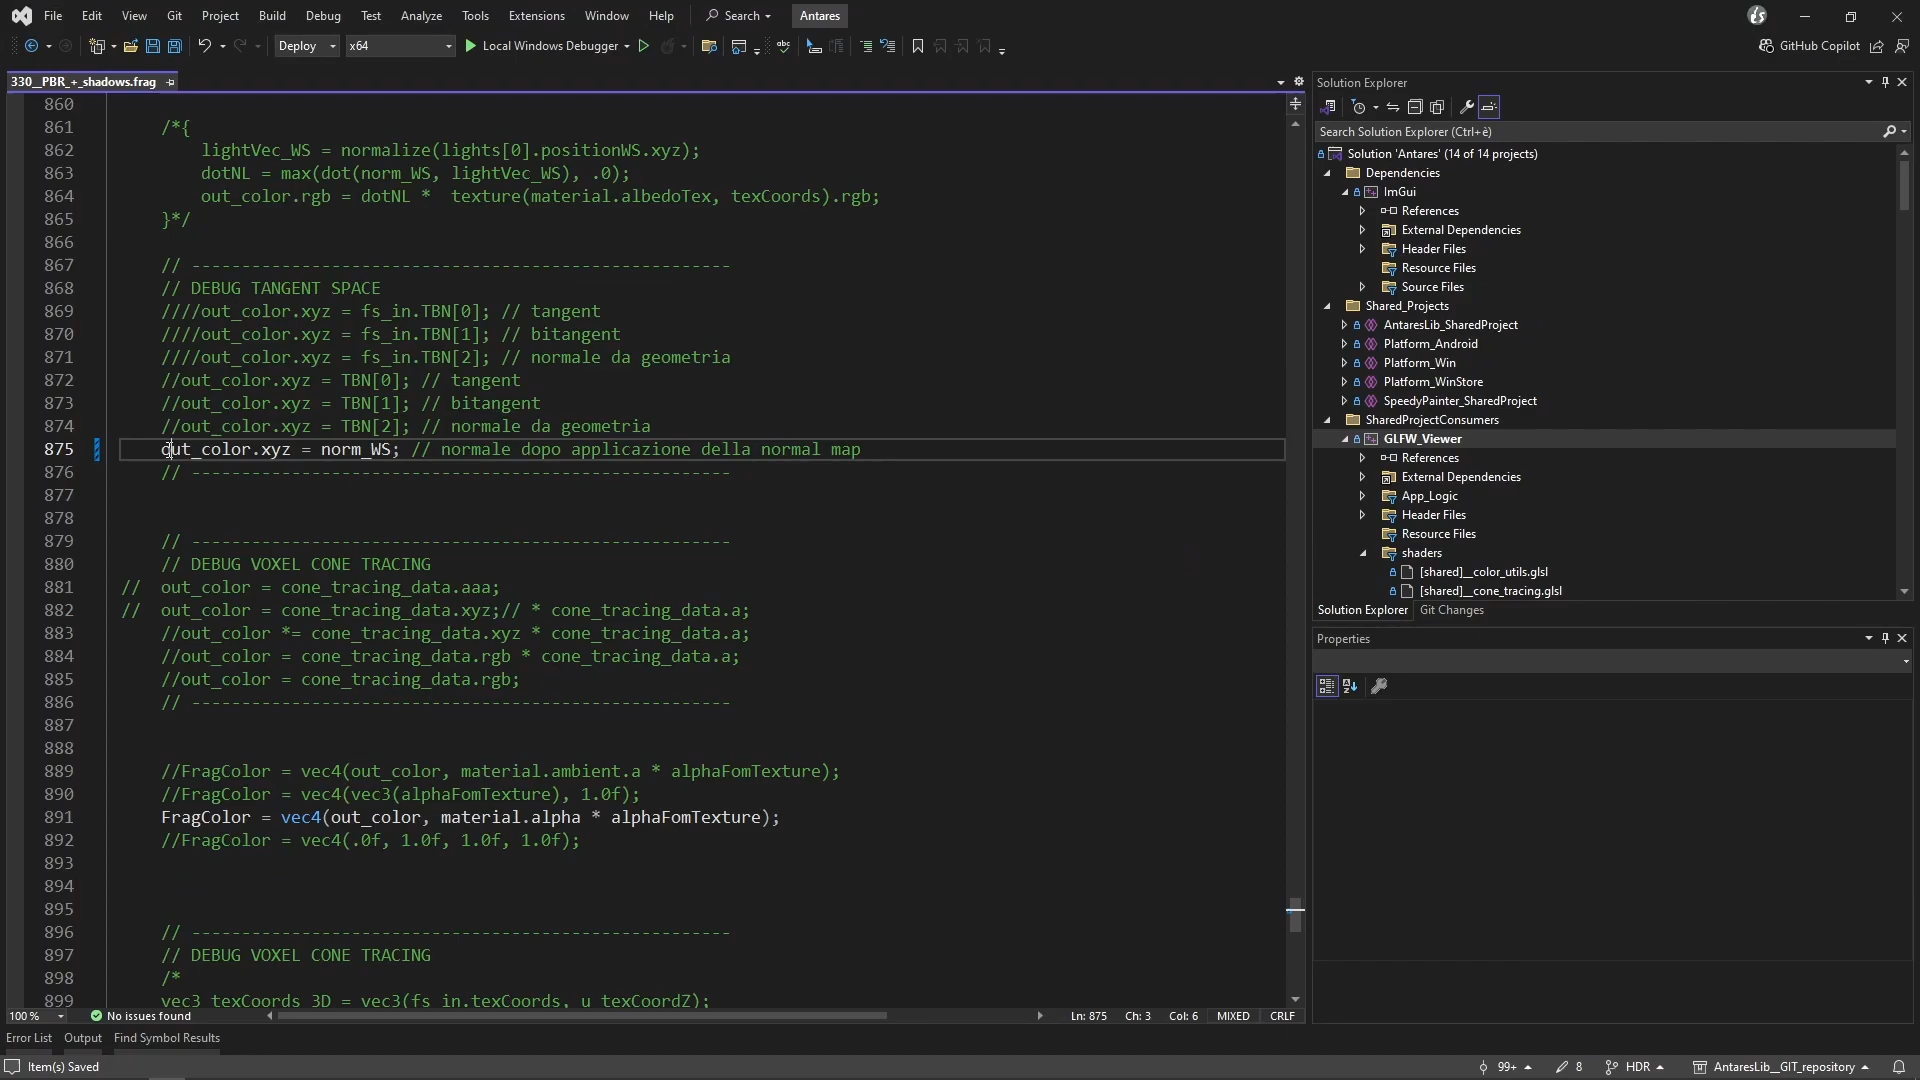 File Edit View Git Project Build Debug Test Analyze Tools Extensions Window Help Search Antares
Deploy x64 Local Windows Debugger GitHub Copilot
330__PBR_+_shadows.frag
860
861 /*{
862 lightVec_WS = normalize(lights[0].positionWS.xyz);
863 dotNL = max(dot(norm_WS, lightVec_WS), .0);
864 out_color.rgb = dotNL * texture(material.albedoTex, texCoords).rgb;
865 }*/
866
867 // ------------------------------------------------------
868 // DEBUG TANGENT SPACE
869 ////out_color.xyz = fs_in.TBN[0]; // tangent
870 ////out_color.xyz = fs_in.TBN[1]; // bitangent
871 ////out_color.xyz = fs_in.TBN[2]; // normale da geometria
872 //out_color.xyz = TBN[0]; // tangent
873 //out_color.xyz = TBN[1]; // bitangent
874 //out_color.xyz = TBN[2]; // normale da geometria
875 out_color.xyz = norm_WS; // normale dopo applicazione della normal map
876 // ------------------------------------------------------
877
878
879 // ------------------------------------------------------
880 // DEBUG VOXEL CONE TRACING
881 // out_color = cone_tracing_data.aaa;
882 // out_color = cone_tracing_data.xyz;// * cone_tracing_data.a;
883 //out_color *= cone_tracing_data.xyz * cone_tracing_data.a;
884 //out_color = cone_tracing_data.rgb * cone_tracing_data.a;
885 //out_color = cone_tracing_data.rgb;
886 // ------------------------------------------------------
887
888
889 //FragColor = vec4(out_color, material.ambient.a * alphaFomTexture);
890 //FragColor = vec4(vec3(alphaFomTexture), 1.0f);
891 FragColor = vec4(out_color, material.alpha * alphaFomTexture);
892 //FragColor = vec4(.0f, 1.0f, 1.0f, 1.0f);
893
894
895
896 // ------------------------------------------------------
897 // DEBUG VOXEL CONE TRACING
898 /*
899 vec3 texCoords_3D = vec3(fs_in.texCoords, u_texCoordZ);
100 % No issues found Ln: 875 Ch: 3 Col: 6 MIXED CRLF
Error List Output Find Symbol Results
Item(s) Saved 99+ 8 HDR AntaresLib__GIT_repository
Solution Explorer
Search Solution Explorer (Ctrl+è)
Solution 'Antares' (14 of 14 projects)
Dependencies
ImGui
References
External Dependencies
Header Files
Resource Files
Source Files
Shared_Projects
AntaresLib_SharedProject
Platform_Android
Platform_Win
Platform_WinStore
SpeedyPainter_SharedProject
SharedProjectConsumers
GLFW_Viewer
References
External Dependencies
App_Logic
Header Files
Resource Files
shaders
[shared]__color_utils.glsl
[shared]__cone_tracing.glsl
Solution Explorer Git Changes
Properties